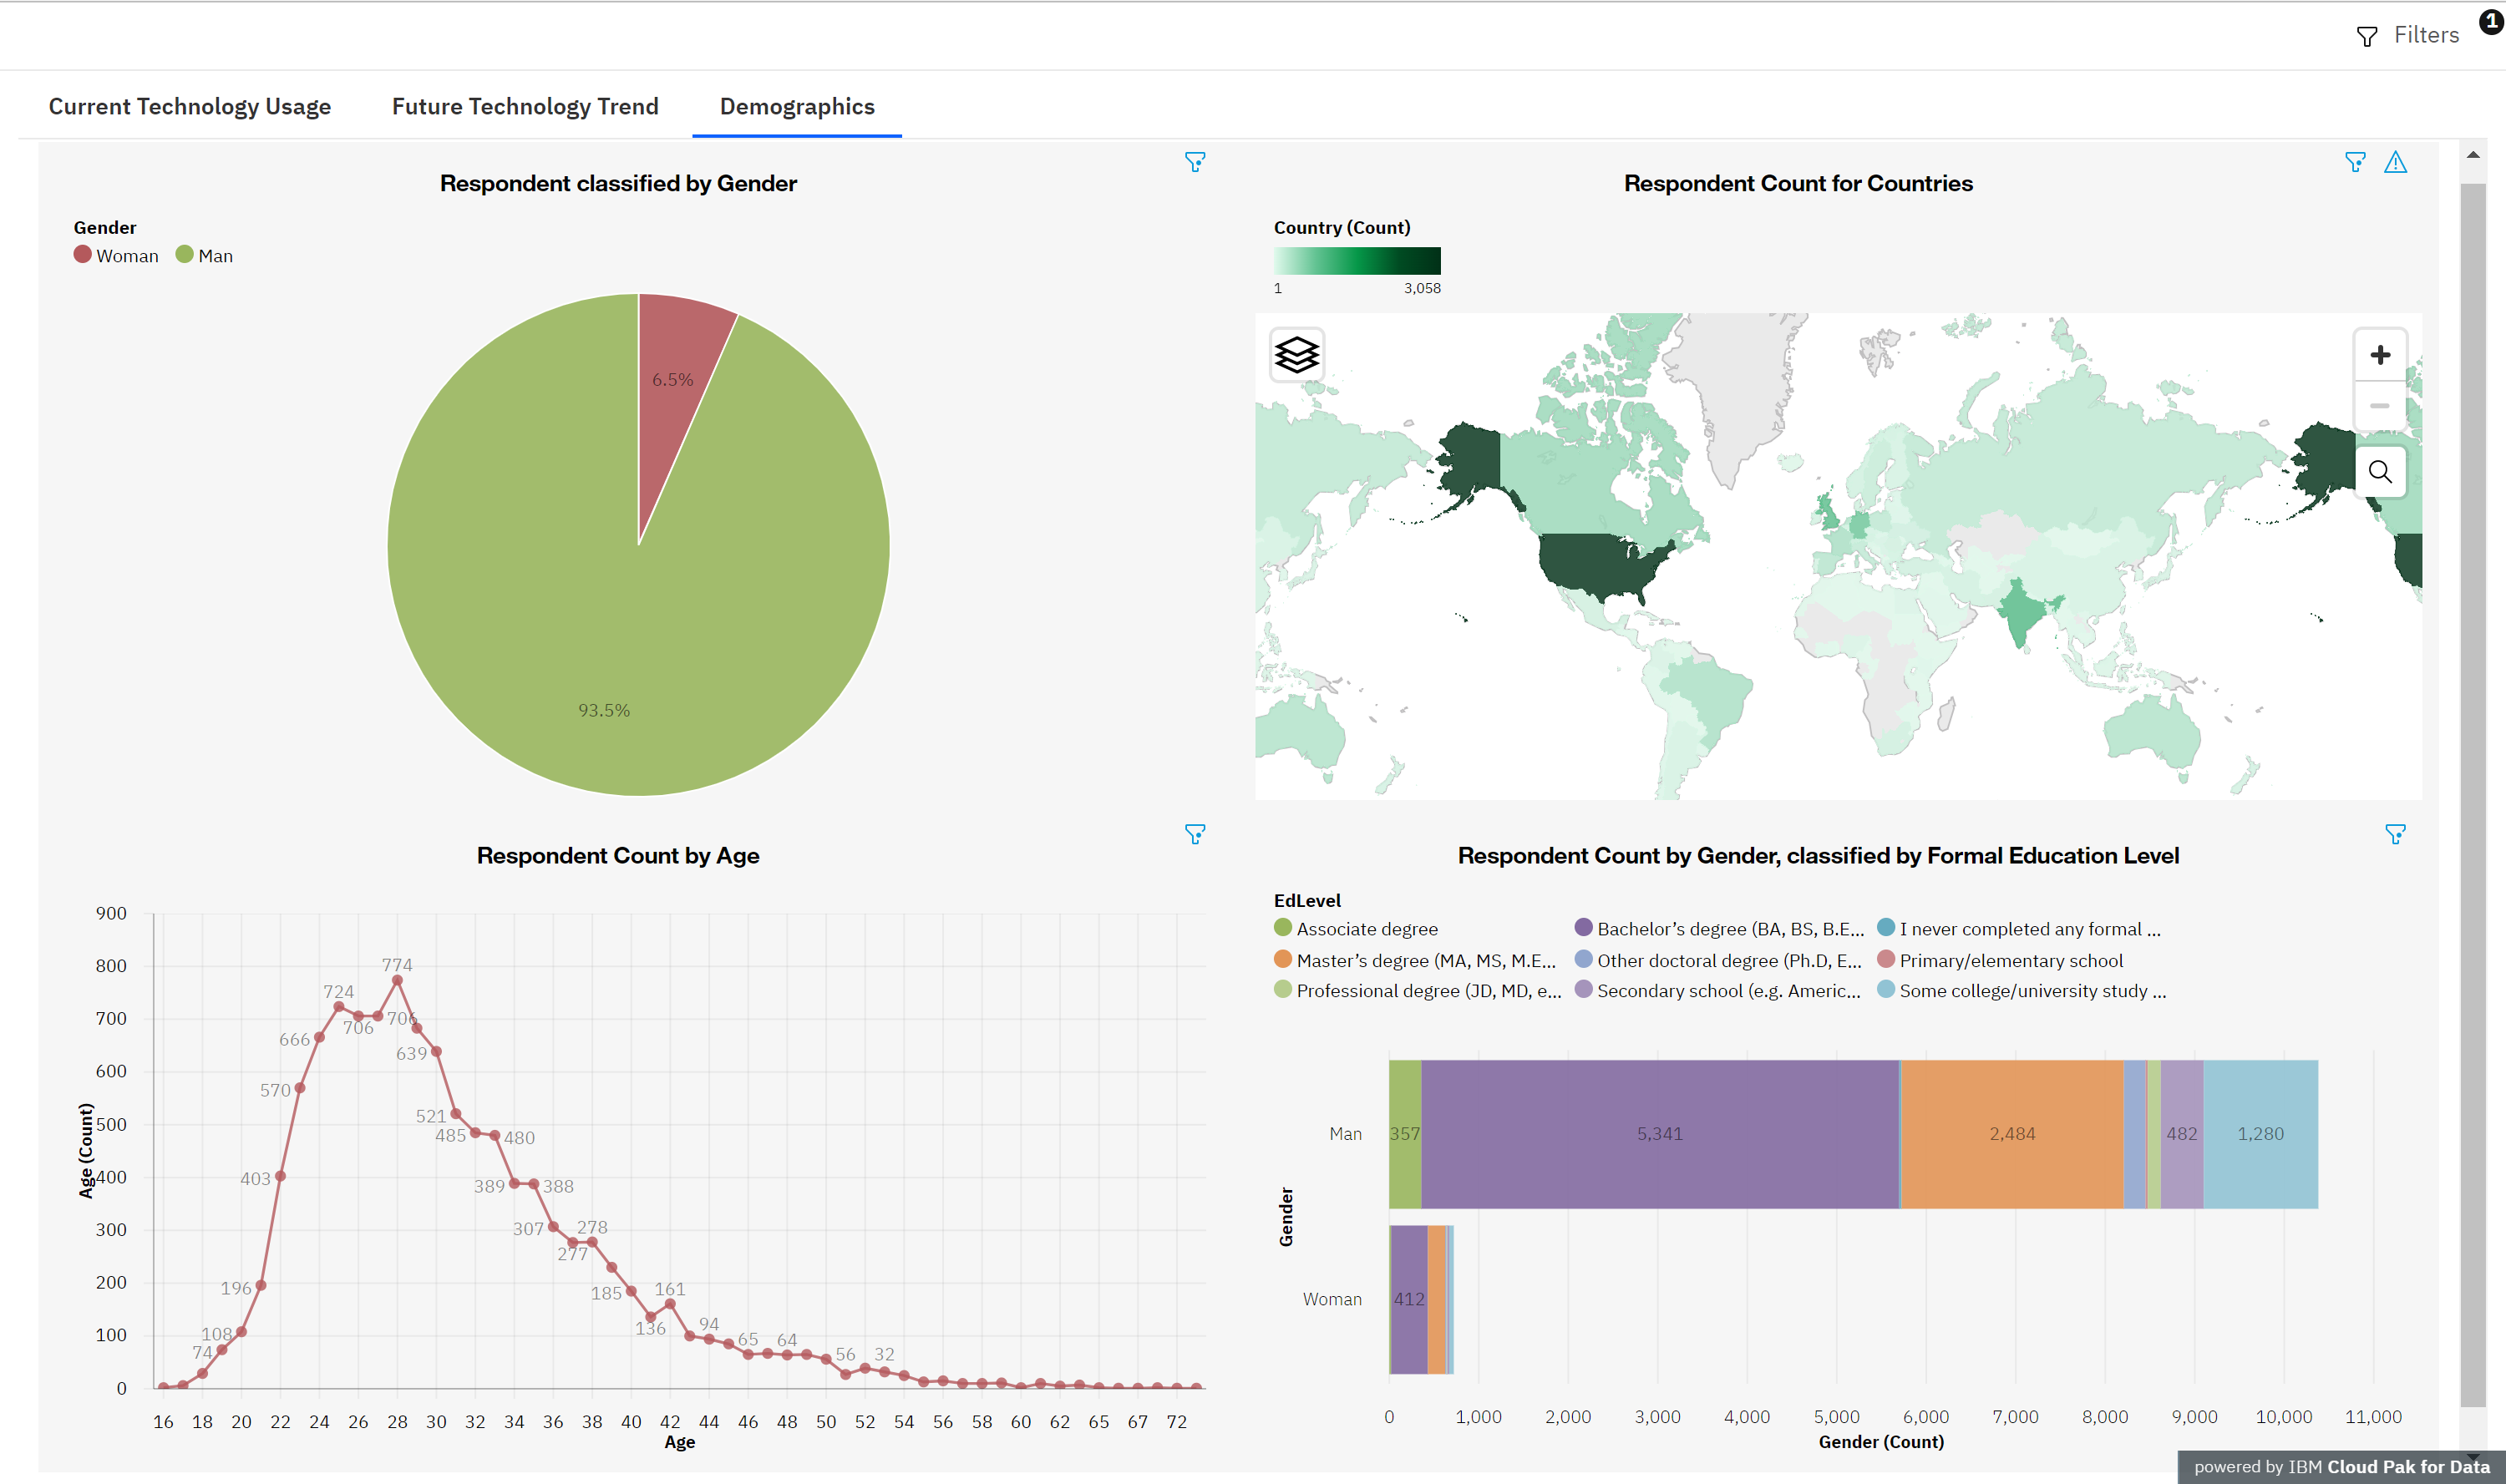 Filters 1
Current Technology Usage Future Technology Trend Demographics
Respondent classified by Gender
Gender
Woman Man
6.5%
93.5%
Respondent Count for Countries
Country (Count)
1 3,058
Respondent Count by Age
Age (Count)
900
800
700
600
500
400
300
200
100
0
74
108
196
403
570
666
724
706
706
774
639
521
485
480
389
388
307
277
278
185
136
161
94
65
64
56
32
16 18 20 22 24 26 28 30 32 34 36 38 40 42 44 46 48 50 52 54 56 58 60 62 65 67 72
Age
Respondent Count by Gender, classified by Formal Education Level
EdLevel
Associate degree Bachelor’s degree (BA, BS, B.E... I never completed any formal ...
Master’s degree (MA, MS, M.E... Other doctoral degree (Ph.D, E... Primary/elementary school
Professional degree (JD, MD, e... Secondary school (e.g. Americ... Some college/university study ...
Gender
Man 357 5,341 2,484 482 1,280
Woman 412
0 1,000 2,000 3,000 4,000 5,000 6,000 7,000 8,000 9,000 10,000 11,000
Gender (Count)
powered by IBM Cloud Pak for Data